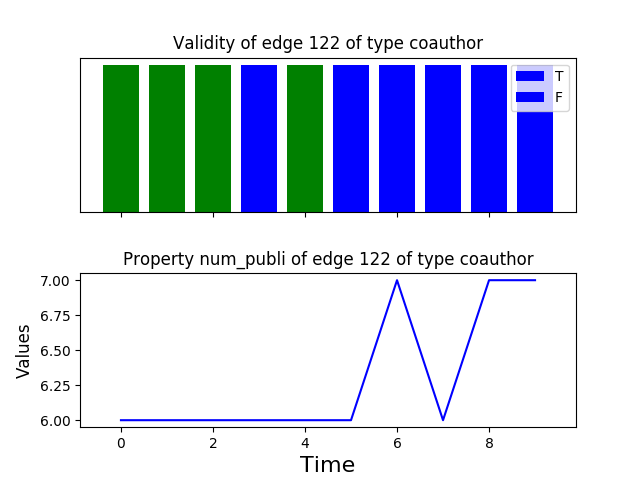 Validity of edge 122 of type coauthor
T
F
Property num_publi of edge 122 of type coauthor
7.00
6.75
6.50
6.25
6.00
Values
0 2 4 6 8
Time